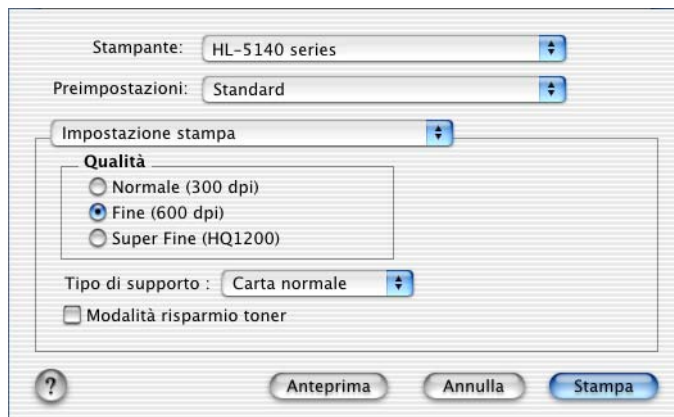 Stampante: HL-5140 series
Preimpostazioni: Standard
Impostazione stampa
Qualità
Normale (300 dpi)
Fine (600 dpi)
Super Fine (HQ1200)
Tipo di supporto : Carta normale
Modalità risparmio toner
? Anteprima Annulla Stampa